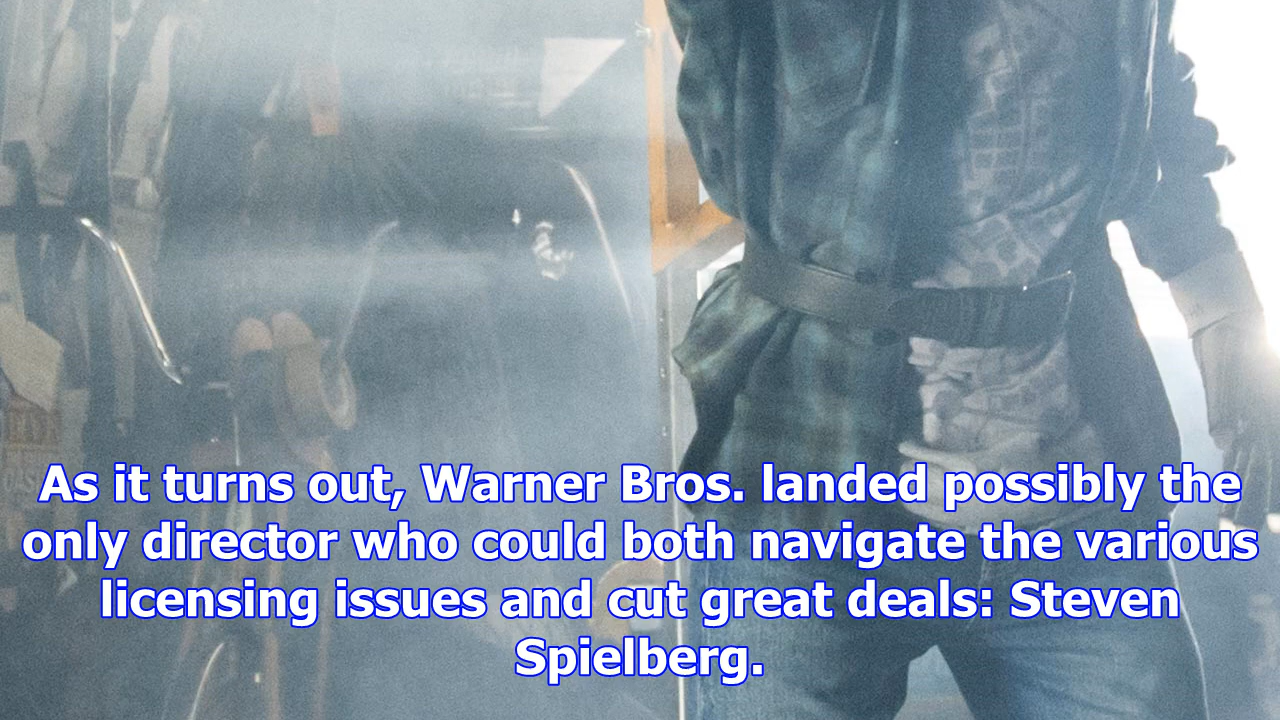 As it turns out, Warner Bros. landed possibly the
only director who could both navigate the various
licensing issues and cut great deals: Steven
Spielberg.